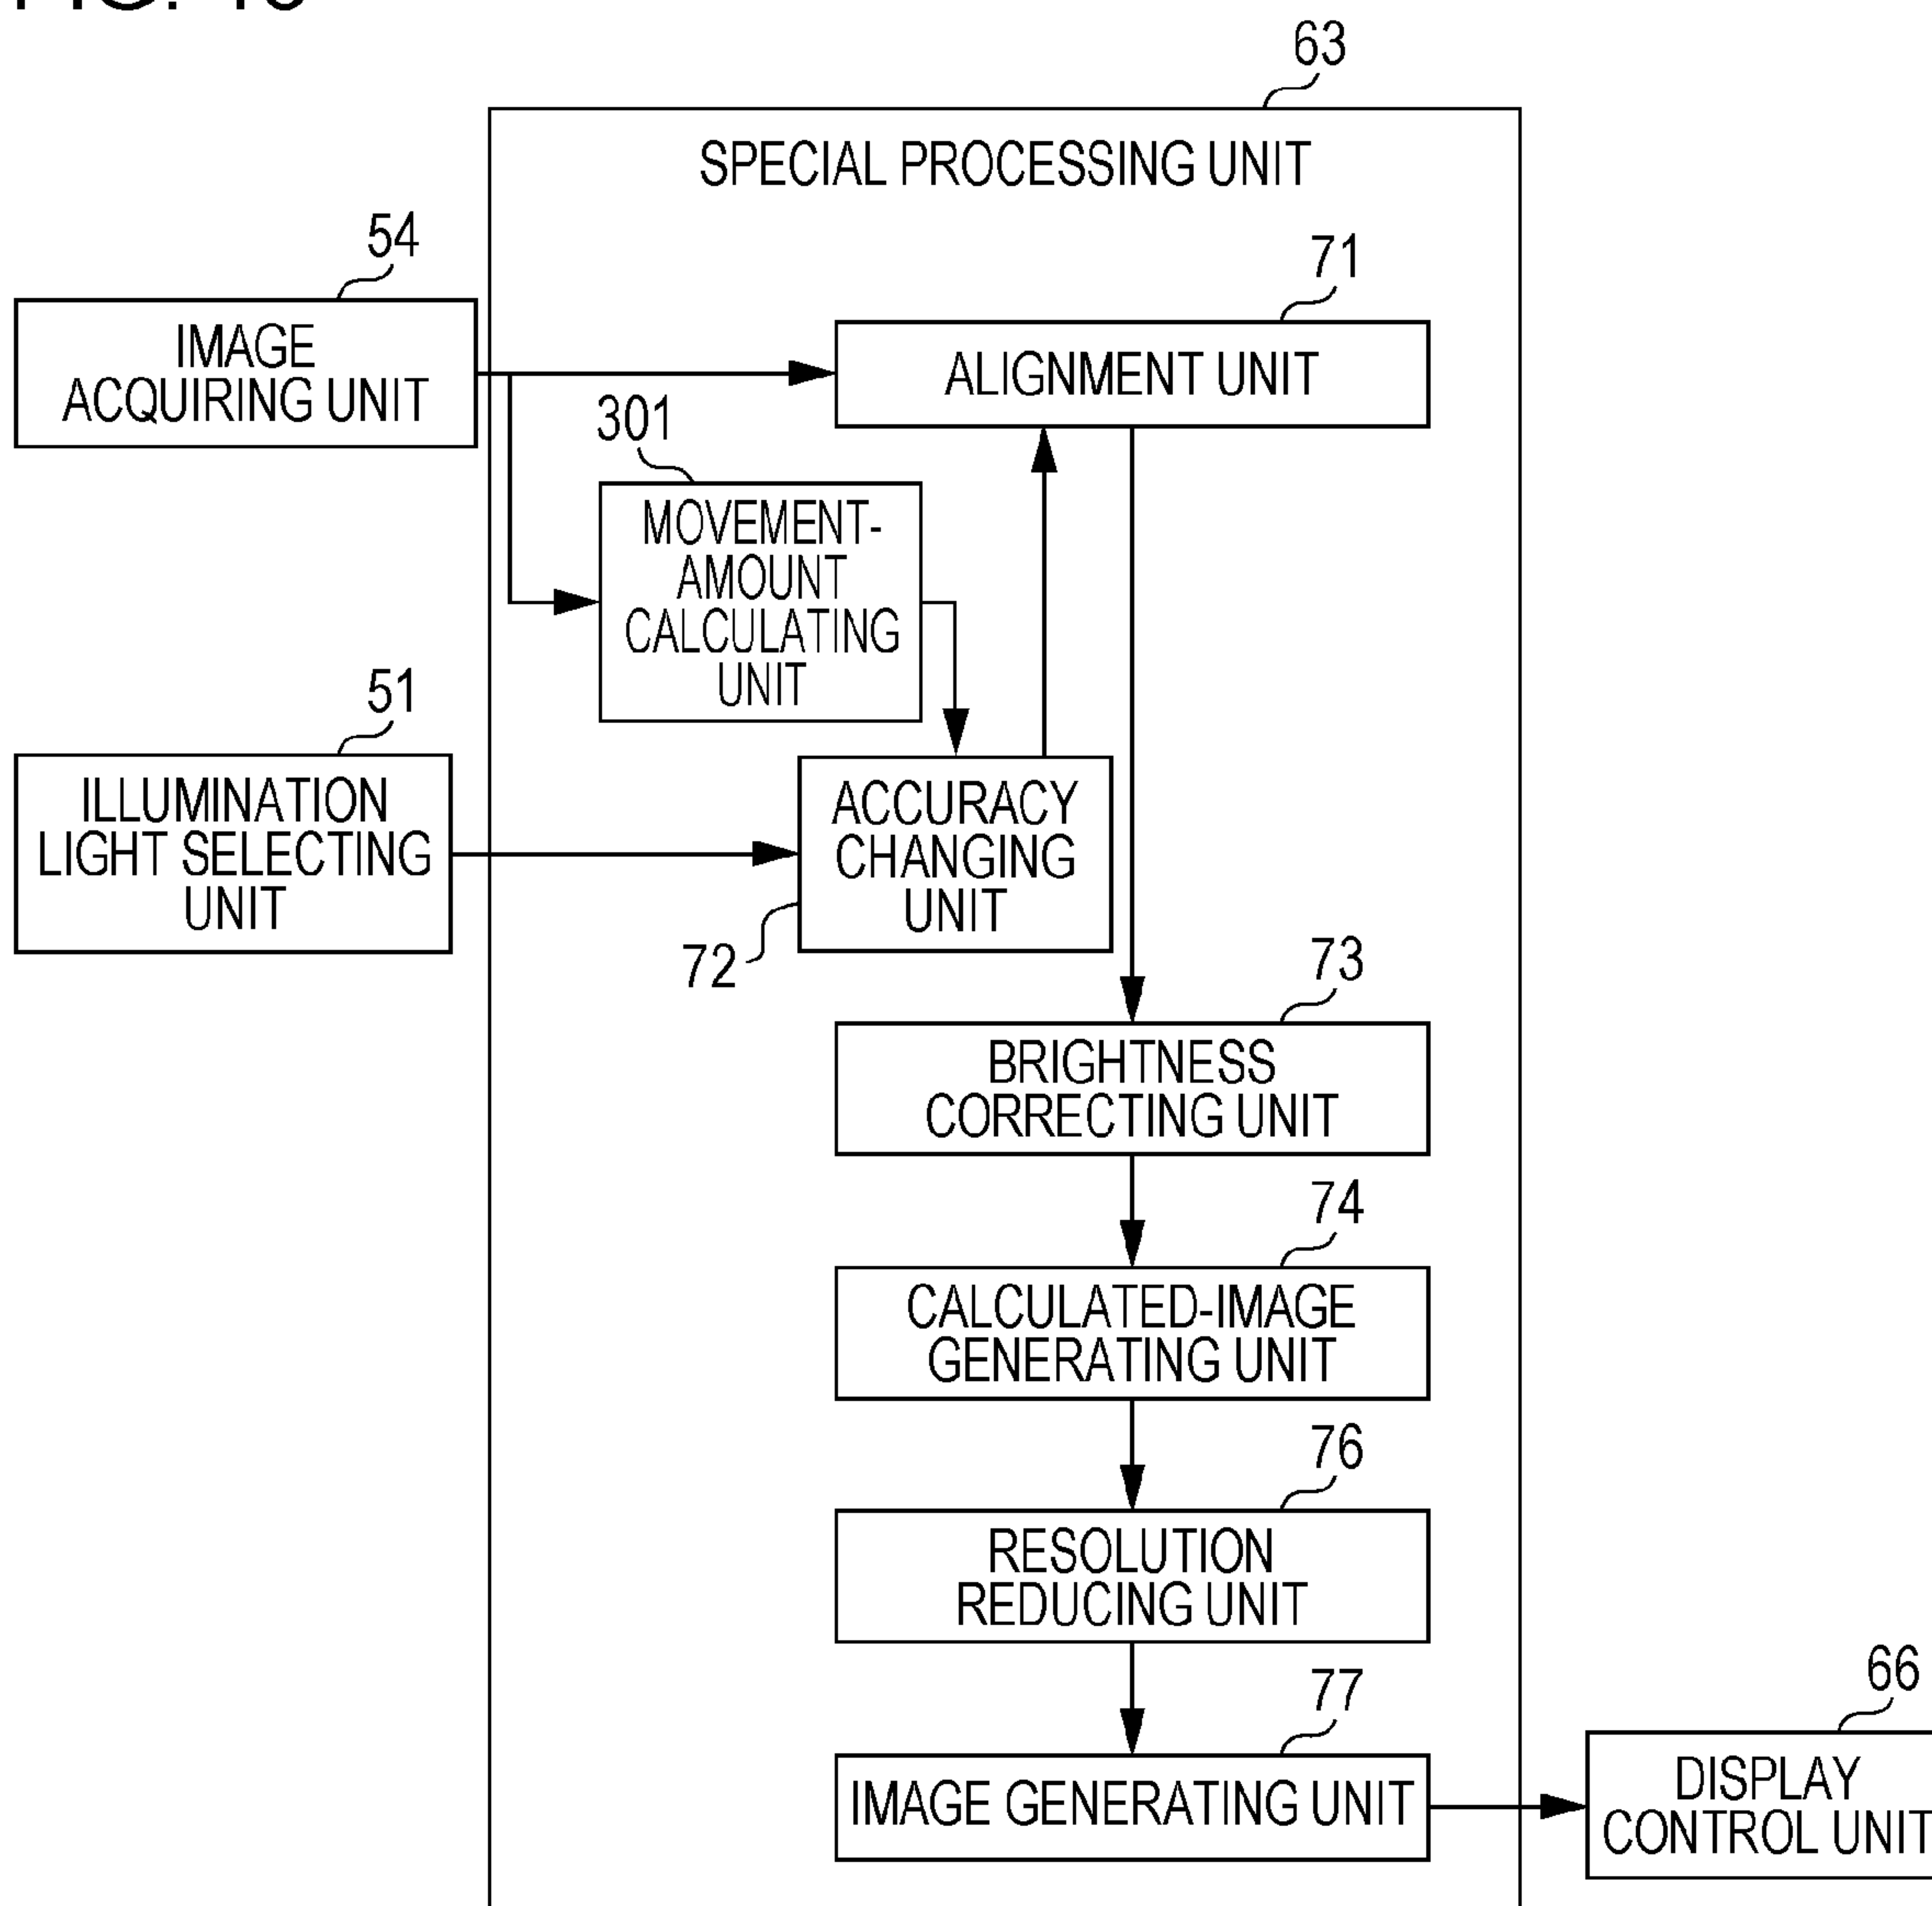 63
SPECIAL PROCESSING UNIT
54
71
IMAGE
ACQUIRING UNIT
ALIGNMENT UNIT
301
MOVEMENT-
AMOUNT
CALCULATING
UNIT
51
ILLUMINATION
LIGHT SELECTING
UNIT
ACCURACY
CHANGING
UNIT
72
73
BRIGHTNESS
CORRECTING UNIT
74
CALCULATED-IMAGE
GENERATING UNIT
76
RESOLUTION
REDUCING UNIT
77
IMAGE GENERATING UNIT
66
DISPLAY
CONTROL UNIT